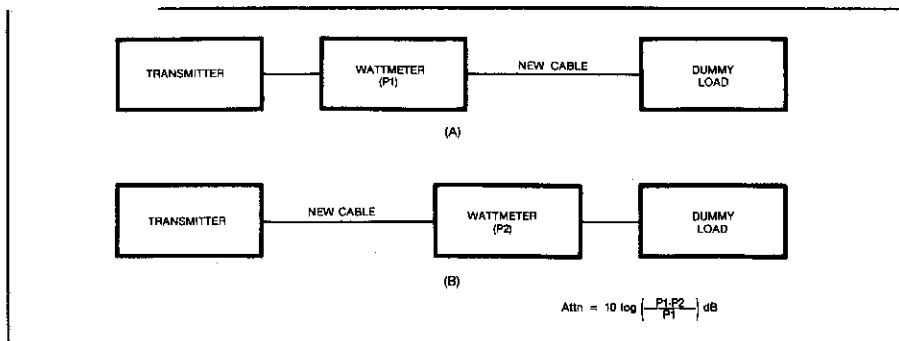 TRANSMITTER
WATTMETER
(P1)
NEW CABLE
DUMMY
LOAD
(A)
TRANSMITTER
NEW CABLE
WATTMETER
(P2)
DUMMY
LOAD
(B)
Attn = 10 log (P1-P2 / P1) dB